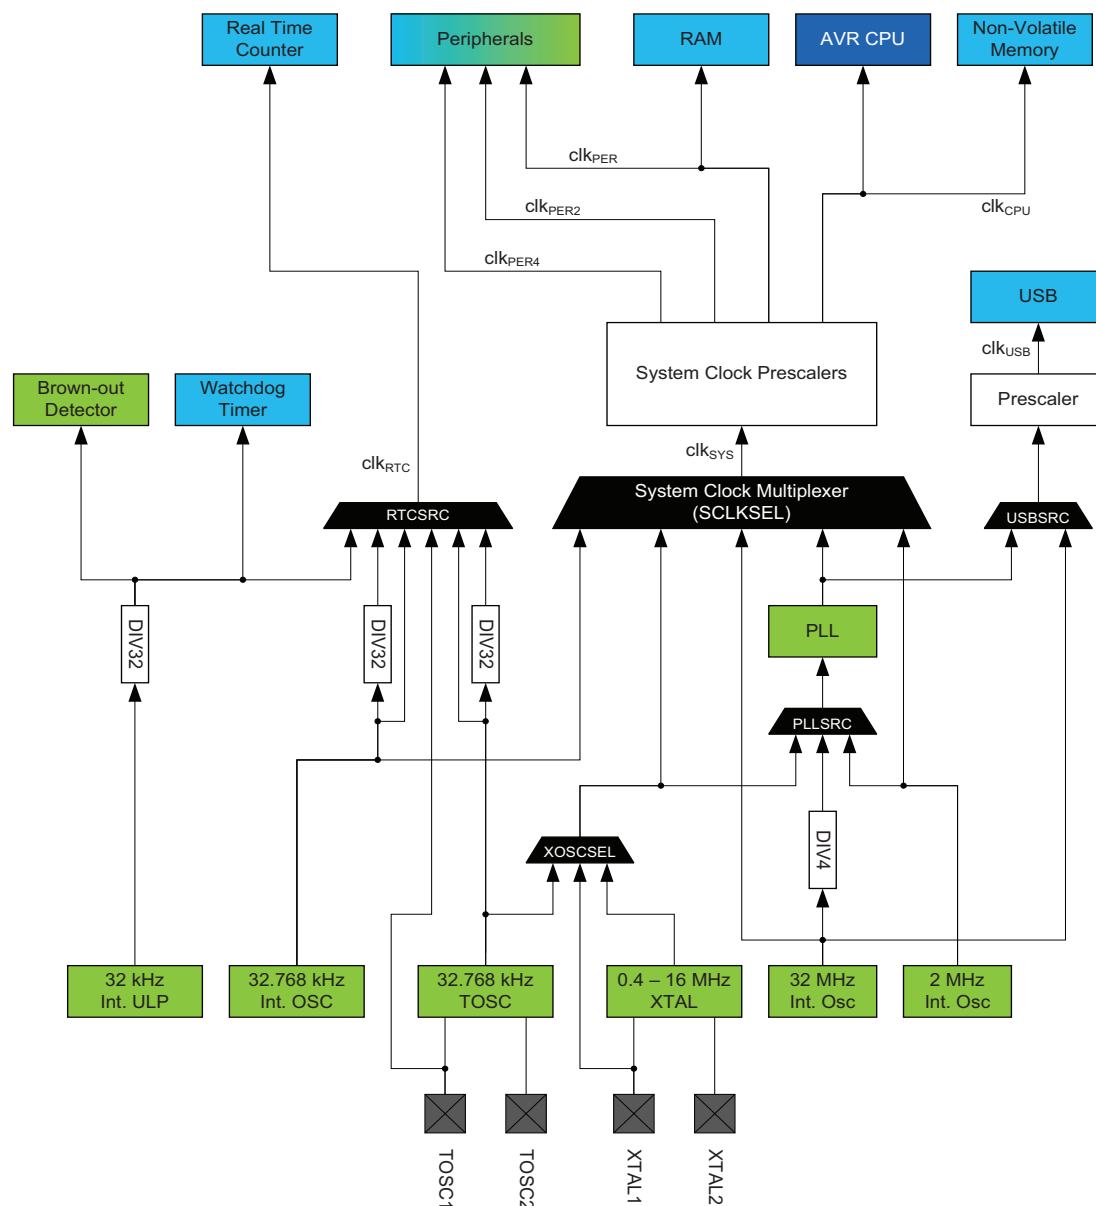 Real Time
Counter
Peripherals
RAM
AVR CPU
Non-Volatile
Memory
clkPER
clkPER2
clkCPU
clkPER4
USB
System Clock Prescalers
clkUSB
Brown-out
Detector
Watchdog
Timer
Prescaler
clkRTC
clkSYS
System Clock Multiplexer
(SCLKSEL)
RTCSRC
USBSRC
DIV32
DIV32
DIV32
PLL
PLLSRC
XOSCSEL
DIV4
32 kHz
Int. ULP
32.768 kHz
Int. OSC
32.768 kHz
TOSC
0.4 – 16 MHz
XTAL
32 MHz
Int. Osc
2 MHz
Int. Osc
TOSC1
TOSC2
XTAL1
XTAL2